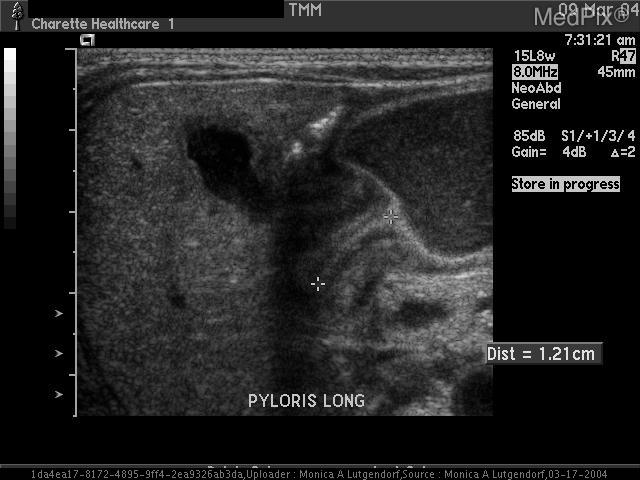 TMM
09 Mar 04
MedPix®
Charette Healthcare 1
7:31:21 am
15L8w R47
8.0MHz 45mm
NeoAbd
General
85dB S1/+1/3/4
Gain= 4dB Δ=2
Store in progress
Dist = 1.21cm
PYLORIS LONG
1da4ea17-8172-4895-9ff4-2ea9326ab3da,Uploader : Monica A Lutgendorf,Source : Monica A Lutgendorf,03-17-2004